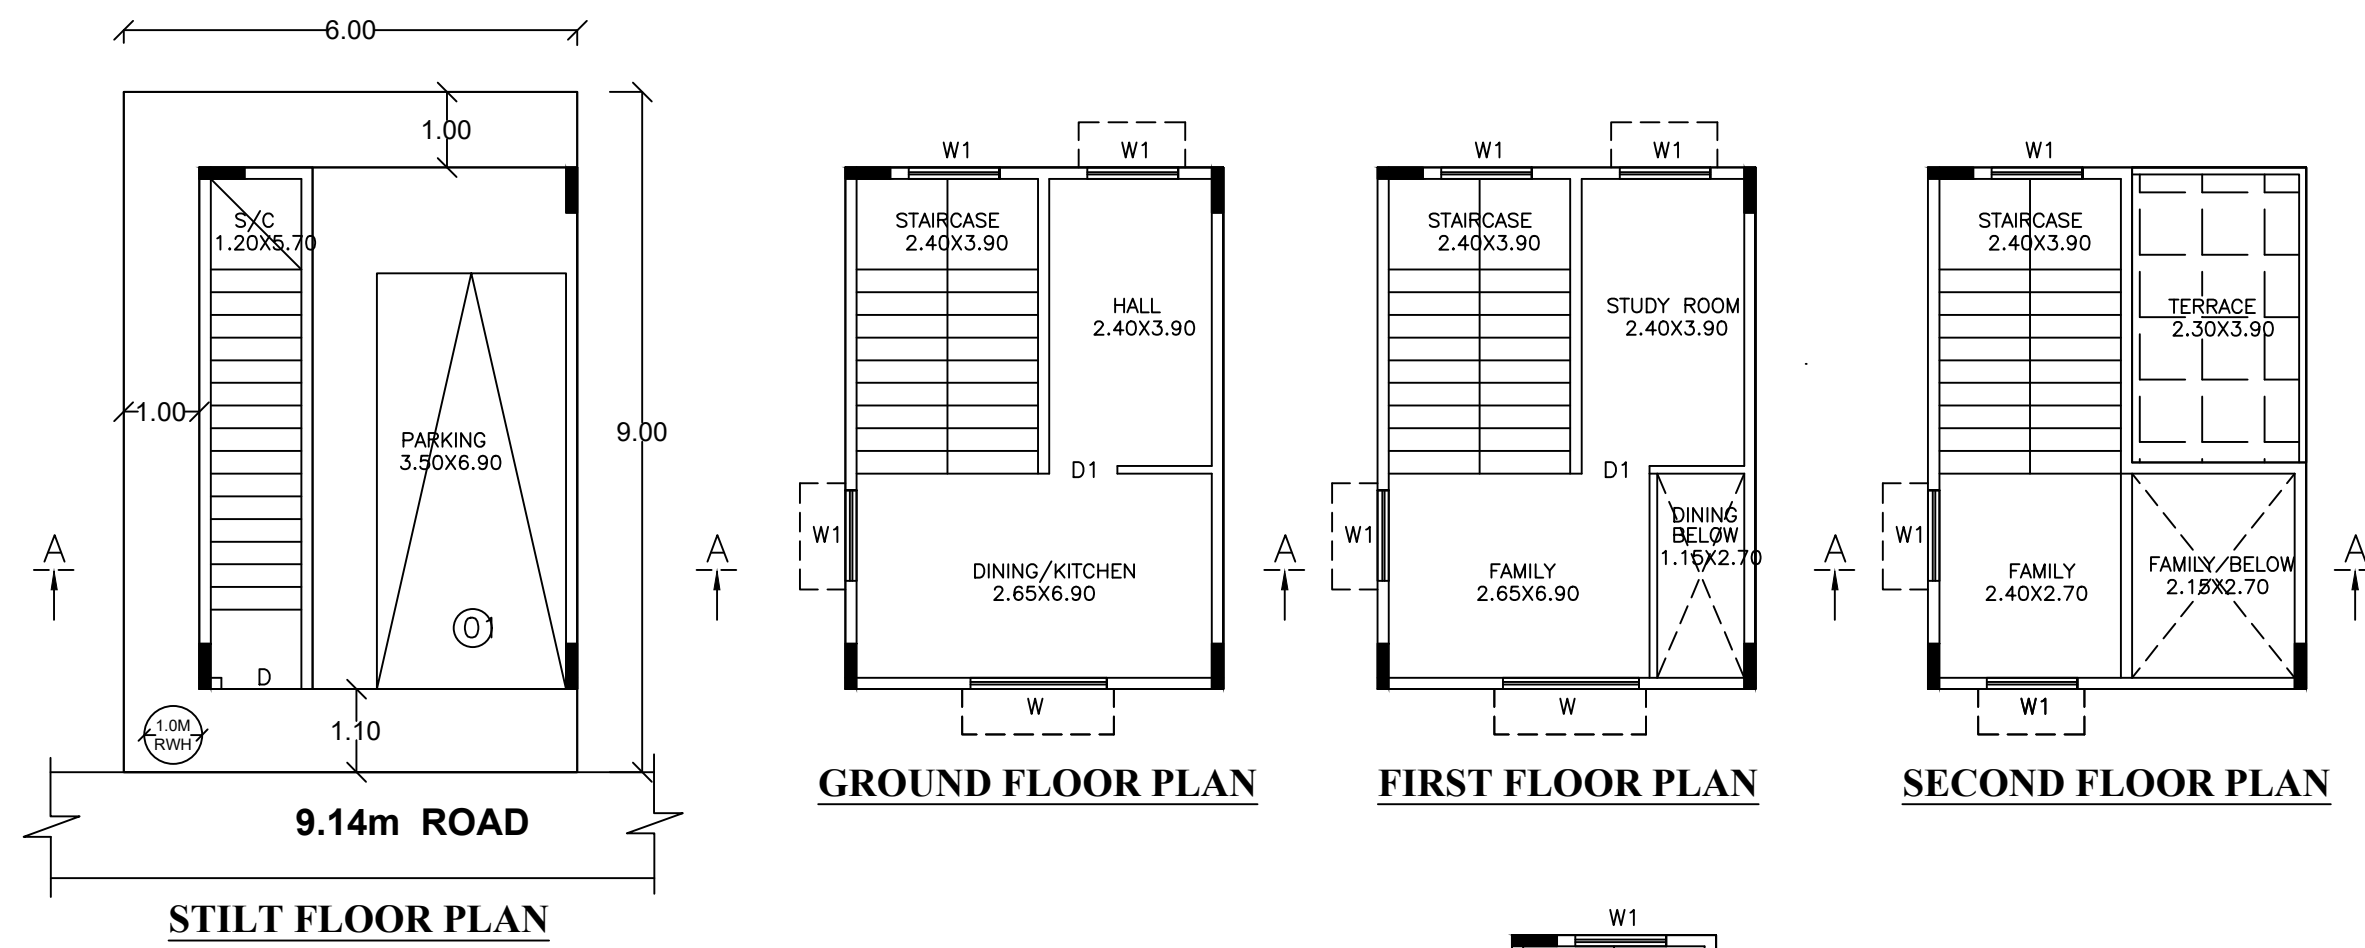 6.00
1.00
S/C
1.20X5.70
1.00
9.00
PARKING
3.50X6.90
A
A
O1
D
1.0M
RWH
1.10
9.14m ROAD
STILT FLOOR PLAN
W1
W1
STAIRCASE
2.40X3.90
HALL
2.40X3.90
D1
W1
DINING/KITCHEN
2.65X6.90
W
A
GROUND FLOOR PLAN
W1
W1
STAIRCASE
2.40X3.90
STUDY ROOM
2.40X3.90
D1
W1
DINING
BELOW
1.15X2.70
FAMILY
2.65X6.90
W
A
FIRST FLOOR PLAN
W1
STAIRCASE
2.40X3.90
TERRACE
2.30X3.90
W1
FAMILY
2.40X2.70
FAMILY/BELOW
2.15X2.70
W1
A
SECOND FLOOR PLAN
W1